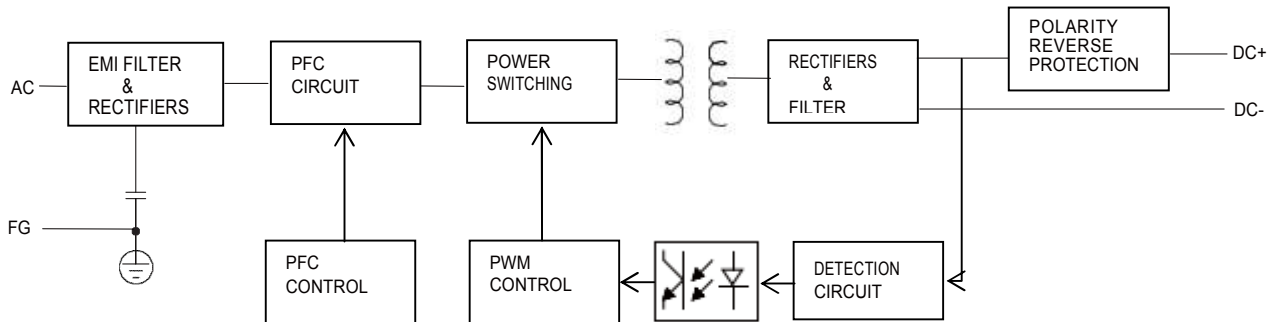 AC
EMI FILTER
&
RECTIFIERS
PFC
CIRCUIT
POWER
SWITCHING
RECTIFIERS
&
FILTER
POLARITY
REVERSE
PROTECTION
DC+
DC-
FG
PFC
CONTROL
PWM
CONTROL
DETECTION
CIRCUIT